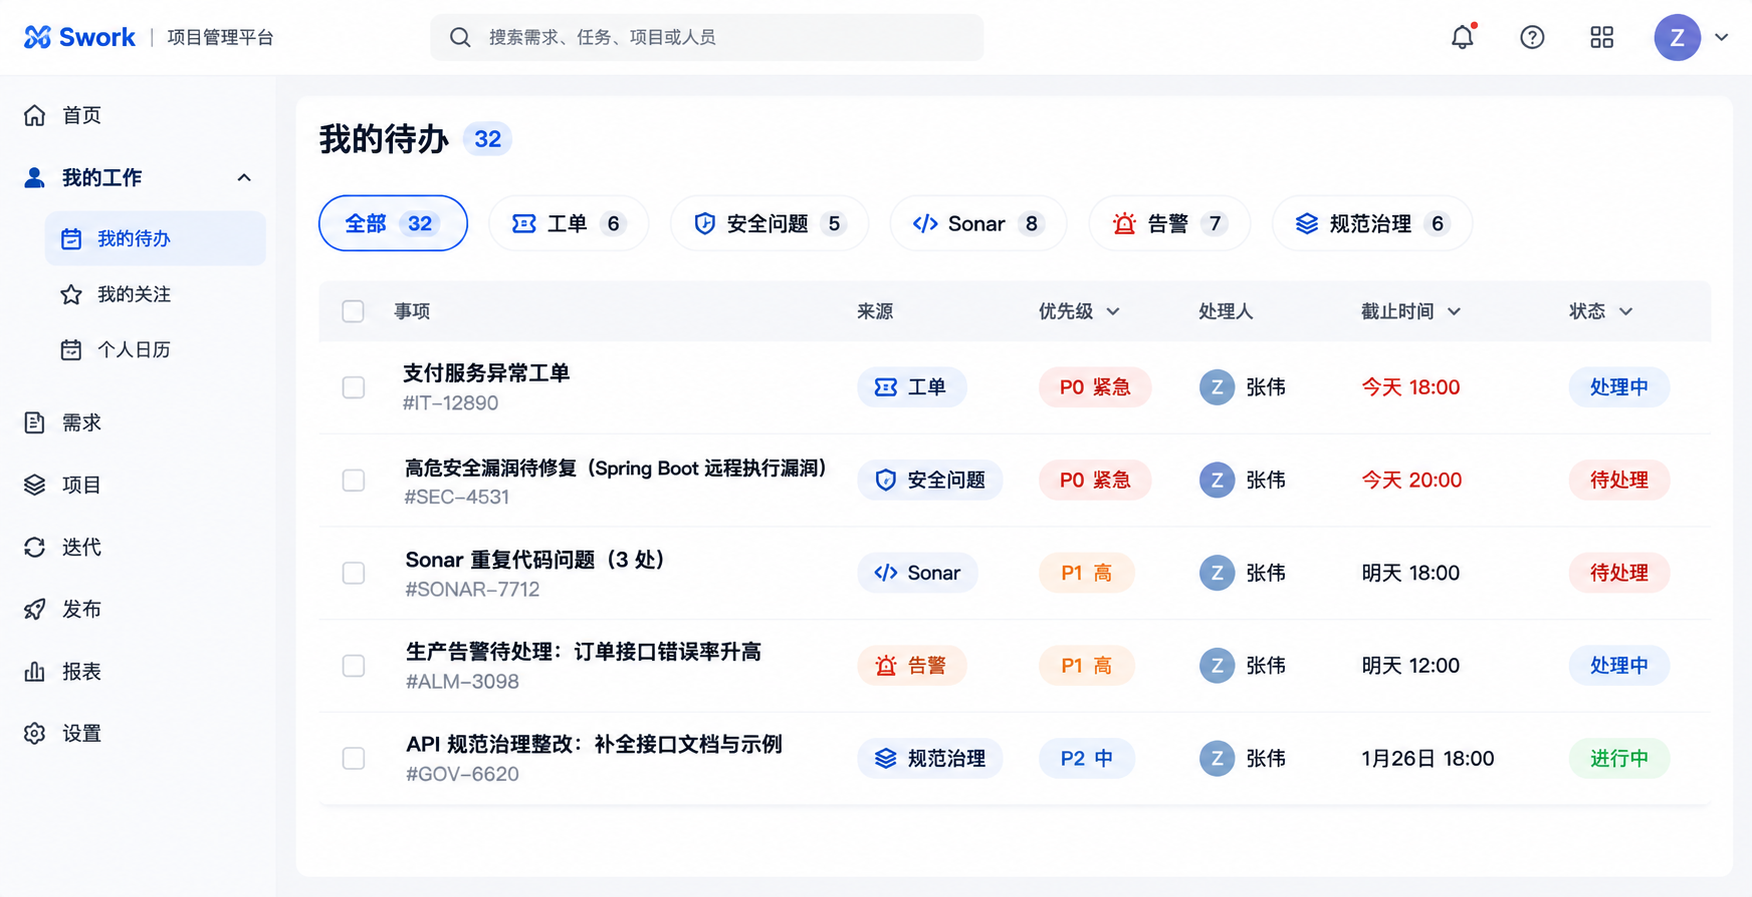 Swork | 项目管理平台
搜索需求、任务、项目或人员
Z
首页
我的工作
我的待办
我的关注
个人日历
需求
项目
迭代
发布
报表
设置
我的待办 32
全部 32 工单 6 安全问题 5 Sonar 8 告警 7 规范治理 6
事项 来源 优先级 处理人 截止时间 状态
支付服务异常工单
#IT-12890
工单 P0 紧急 Z 张伟 今天 18:00 处理中
高危安全漏洞待修复（Spring Boot 远程执行漏洞）
#SEC-4531
安全问题 P0 紧急 Z 张伟 今天 20:00 待处理
Sonar 重复代码问题（3 处）
#SONAR-7712
Sonar P1 高 Z 张伟 明天 18:00 待处理
生产告警待处理：订单接口错误率升高
#ALM-3098
告警 P1 高 Z 张伟 明天 12:00 处理中
API 规范治理整改：补全接口文档与示例
#GOV-6620
规范治理 P2 中 Z 张伟 1月26日 18:00 进行中